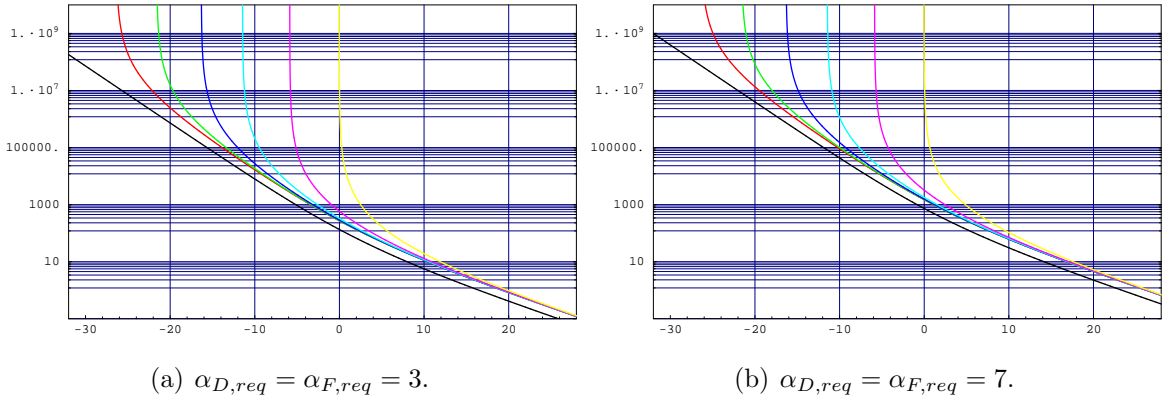 1. · 10⁹
1. · 10⁷
100000.
1000
10
−30 −20 −10 0 10 20
(a) α_{D,req} = α_{F,req} = 3.
1. · 10⁹
1. · 10⁷
100000.
1000
10
−30 −20 −10 0 10 20
(b) α_{D,req} = α_{F,req} = 7.